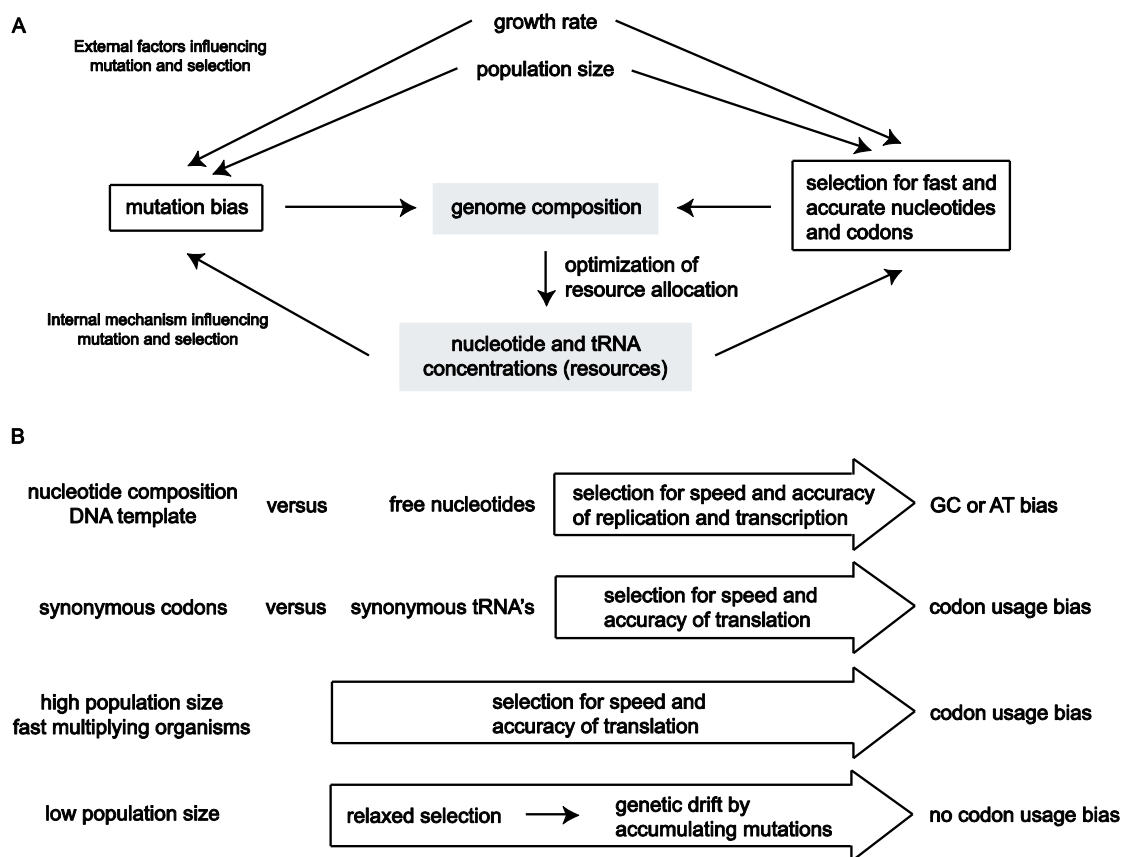 A
growth rate
External factors influencing
mutation and selection
population size
mutation bias
genome composition
selection for fast and
accurate nucleotides
and codons
optimization of
resource allocation
Internal mechanism influencing
mutation and selection
nucleotide and tRNA
concentrations (resources)
B
nucleotide composition
DNA template
versus
free nucleotides
selection for speed and accuracy
of replication and transcription
GC or AT bias
synonymous codons
versus
synonymous tRNA's
selection for speed and
accuracy of translation
codon usage bias
high population size
fast multiplying organisms
selection for speed and
accuracy of translation
codon usage bias
low population size
relaxed selection
genetic drift by
accumulating mutations
no codon usage bias